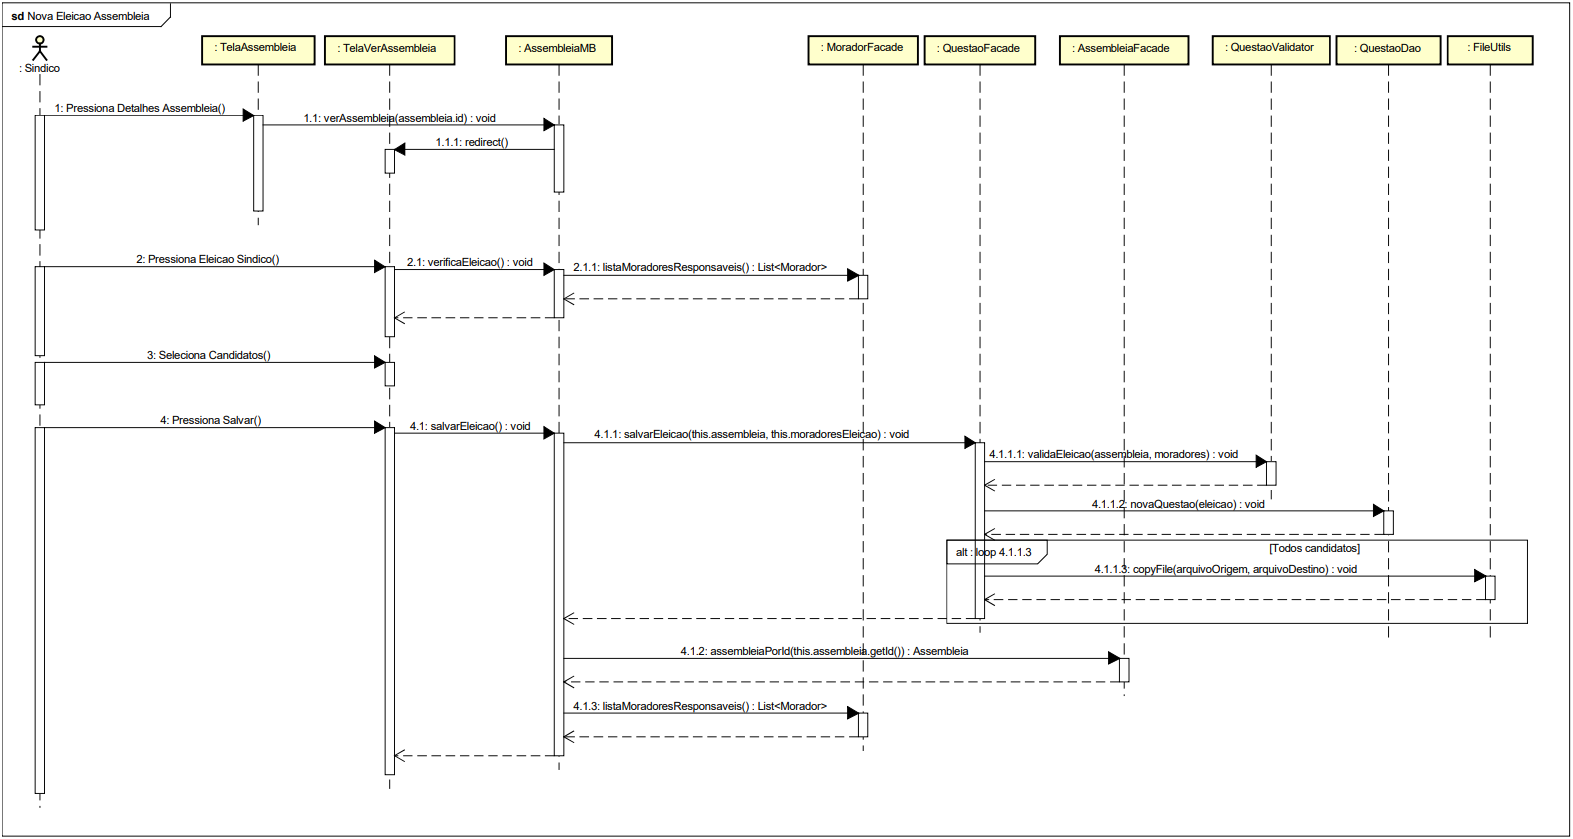 sd Nova Eleicao Assembleia
: Sindico
: TelaAssembleia
: TelaVerAssembleia
: AssembleiaMB
: MoradorFacade
: QuestaoFacade
: AssembleiaFacade
: QuestaoValidator
: QuestaoDao
: FileUtils
1: Pressiona Detalhes Assembleia()
1.1: verAssembleia(assembleia.id) : void
1.1.1: redirect()
2: Pressiona Eleicao Sindico()
2.1: verificaEleicao() : void
2.1.1: listaMoradoresResponsaveis() : List<Morador>
3: Seleciona Candidatos()
4: Pressiona Salvar()
4.1: salvarEleicao() : void
4.1.1: salvarEleicao(this.assembleia, this.moradoresEleicao) : void
4.1.1.1: validaEleicao(assembleia, moradores) : void
4.1.1.2: novaQuestao(eleicao) : void
alt : loop 4.1.1.3
[Todos candidatos]
4.1.1.3: copyFile(arquivoOrigem, arquivoDestino) : void
4.1.2: assembleiaPorId(this.assembleia.getId()) : Assembleia
4.1.3: listaMoradoresResponsaveis() : List<Morador>